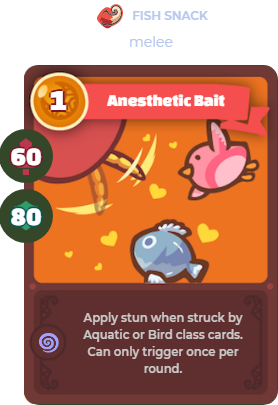 FISH SNACK
melee
1
Anesthetic Bait
60
80
Apply stun when struck by
Aquatic or Bird class cards.
Can only trigger once per
round.